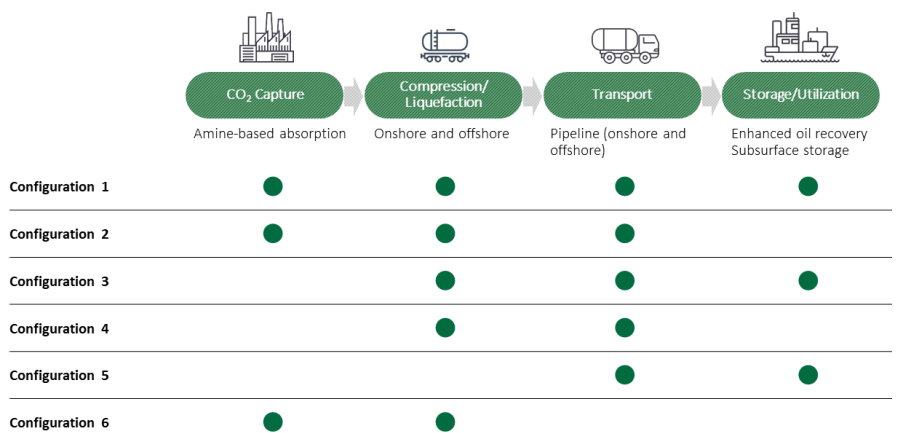 CO₂ Capture
Compression/
Liquefaction
Transport
Storage/Utilization
Amine-based absorption
Onshore and offshore
Pipeline (onshore and
offshore)
Enhanced oil recovery
Subsurface storage
Configuration 1
Configuration 2
Configuration 3
Configuration 4
Configuration 5
Configuration 6